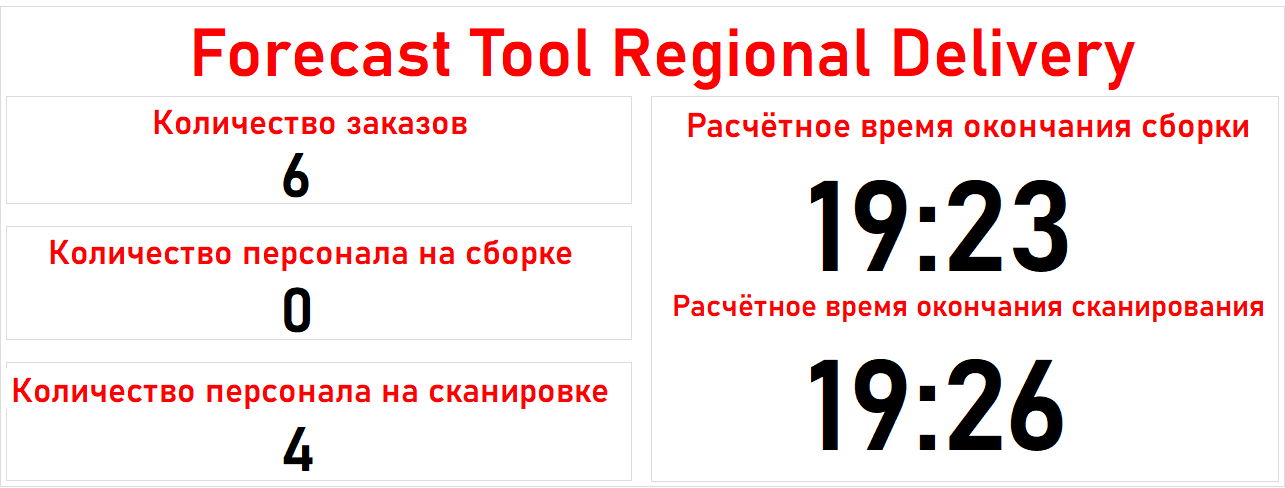 Forecast Tool Regional Delivery
Количество заказов
6
Количество персонала на сборке
0
Количество персонала на сканировке
4
Расчётное время окончания сборки
19:23
Расчётное время окончания сканирования
19:26